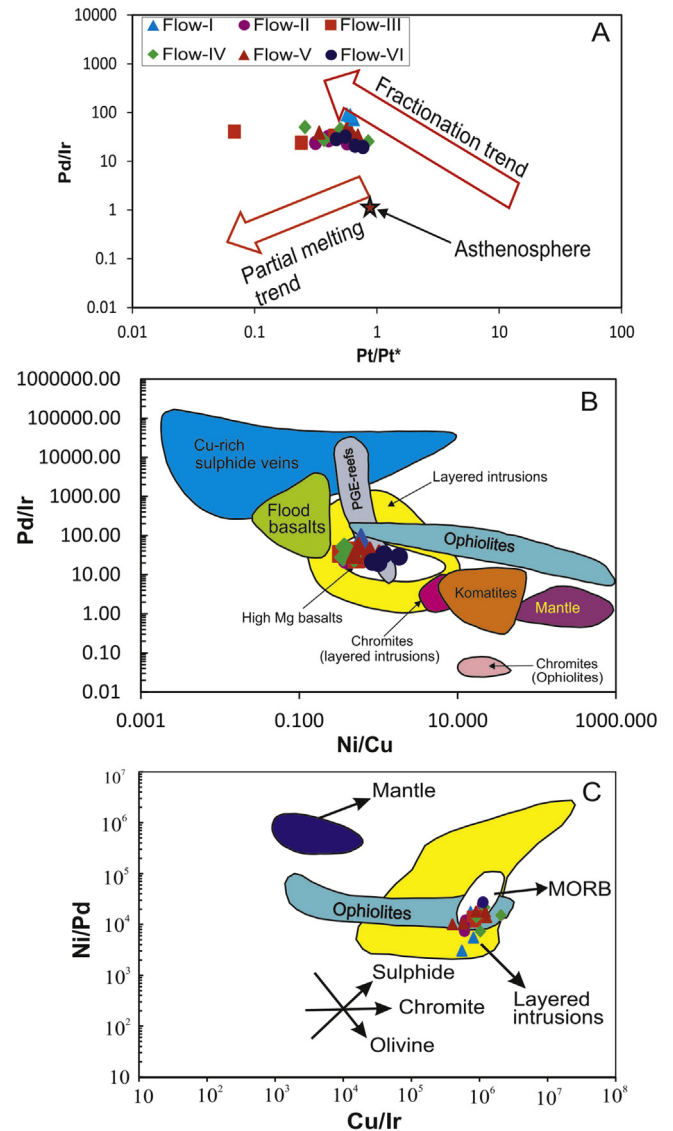 Flow-I Flow-II Flow-III
Flow-IV Flow-V Flow-VI
A
10000
1000
100
10
1
0.1
0.01
Pd/Ir
Fractionation trend
Partial melting
trend
Asthenosphere
0.01 0.1 1 10 100
Pt/Pt*
B
1000000.00
100000.00
10000.00
1000.00
100.00
10.00
1.00
0.10
0.01
Pd/Ir
Cu-rich
sulphide veins
PGE-reefs
Layered intrusions
Flood
basalts
Ophiolites
High Mg basalts
Komatites
Mantle
Chromites
(layered intrusions)
Chromites
(Ophiolites)
0.001 0.100 10.000 1000.000
Ni/Cu
C
10⁷
10⁶
10⁵
10⁴
10³
10²
10
Ni/Pd
Mantle
MORB
Ophiolites
Sulphide
Chromite
Olivine
Layered
intrusions
10 10² 10³ 10⁴ 10⁵ 10⁶ 10⁷ 10⁸
Cu/Ir